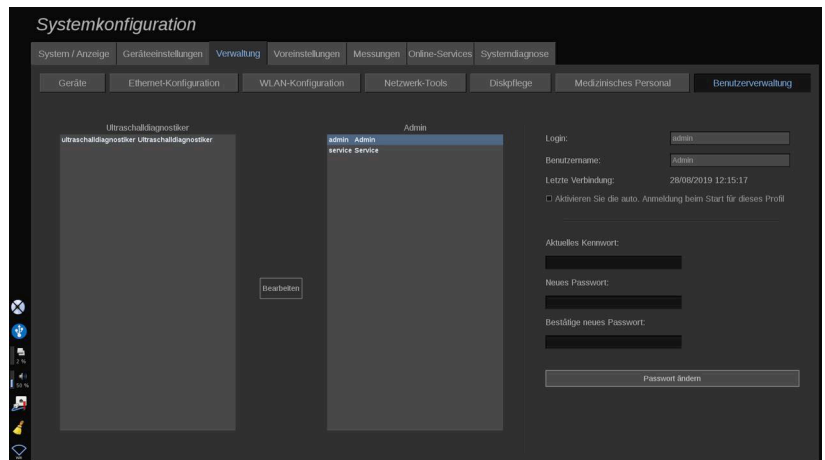 Systemkonfiguration
System / Anzeige Geräteeinstellungen Verwaltung Voreinstellungen Messungen Online-Services Systemdiagnose
Geräte Ethernet-Konfiguration WLAN-Konfiguration Netzwerk-Tools Diskpflege Medizinisches Personal Benutzerverwaltung
Ultraschalldiagnostiker
ultraschalldiagnostiker Ultraschalldiagnostiker
Bearbeiten
Admin
admin Admin
service Service
Login: admin
Benutzername: Admin
Letzte Verbindung: 28/08/2019 12:15:17
Aktivieren Sie die auto. Anmeldung beim Start für dieses Profil
Aktuelles Kennwort:
Neues Passwort:
Bestätige neues Passwort:
Passwort ändern
2 %
59 %